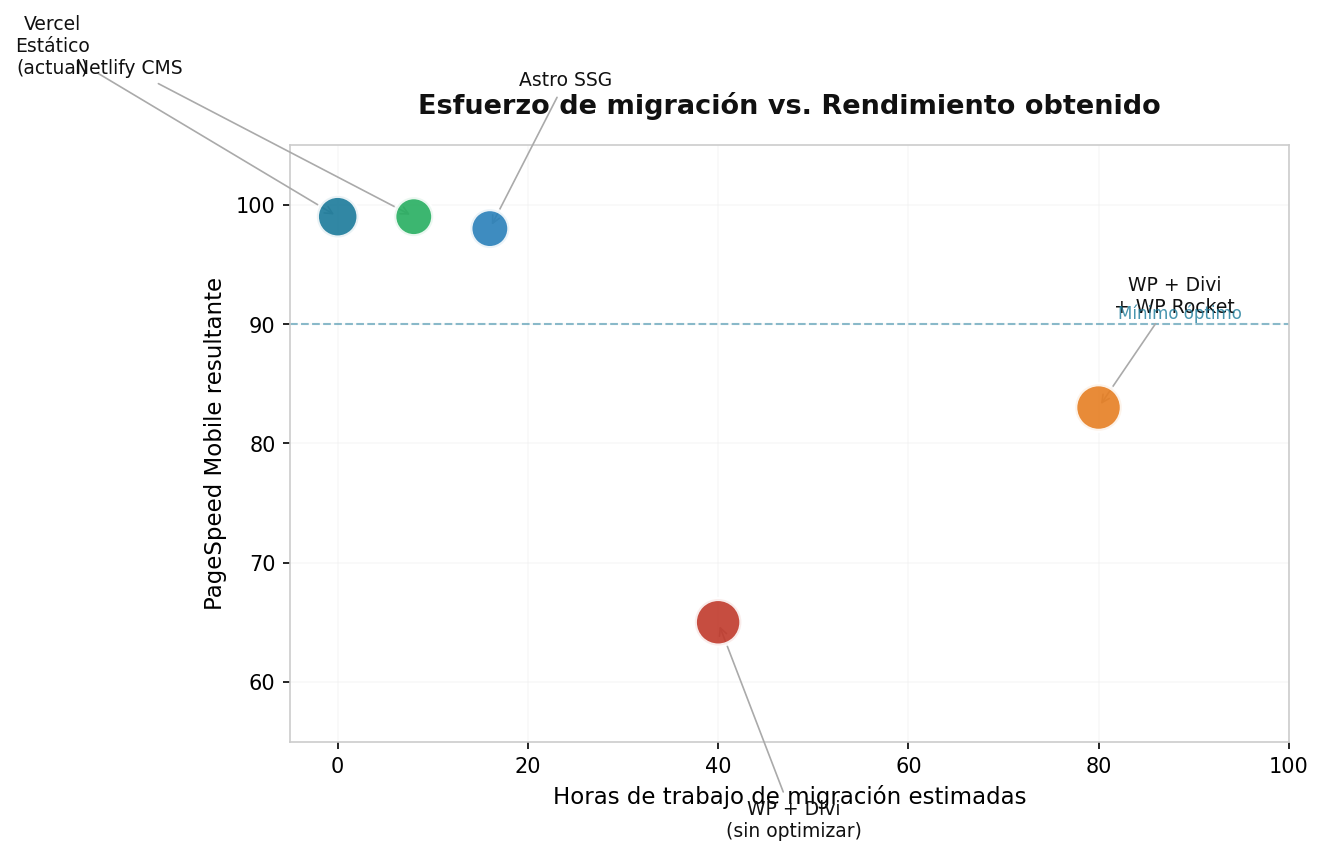 Vercel
Estático
(actual)
Netlify CMS
Astro SSG
Esfuerzo de migración vs. Rendimiento obtenido
PageSpeed Mobile resultante
100
90
80
70
60
WP + Divi
+ WP Rocket
Mínimo óptimo
0
20
40
60
80
100
Horas de trabajo de migración estimadas
WP + Divi
(sin optimizar)